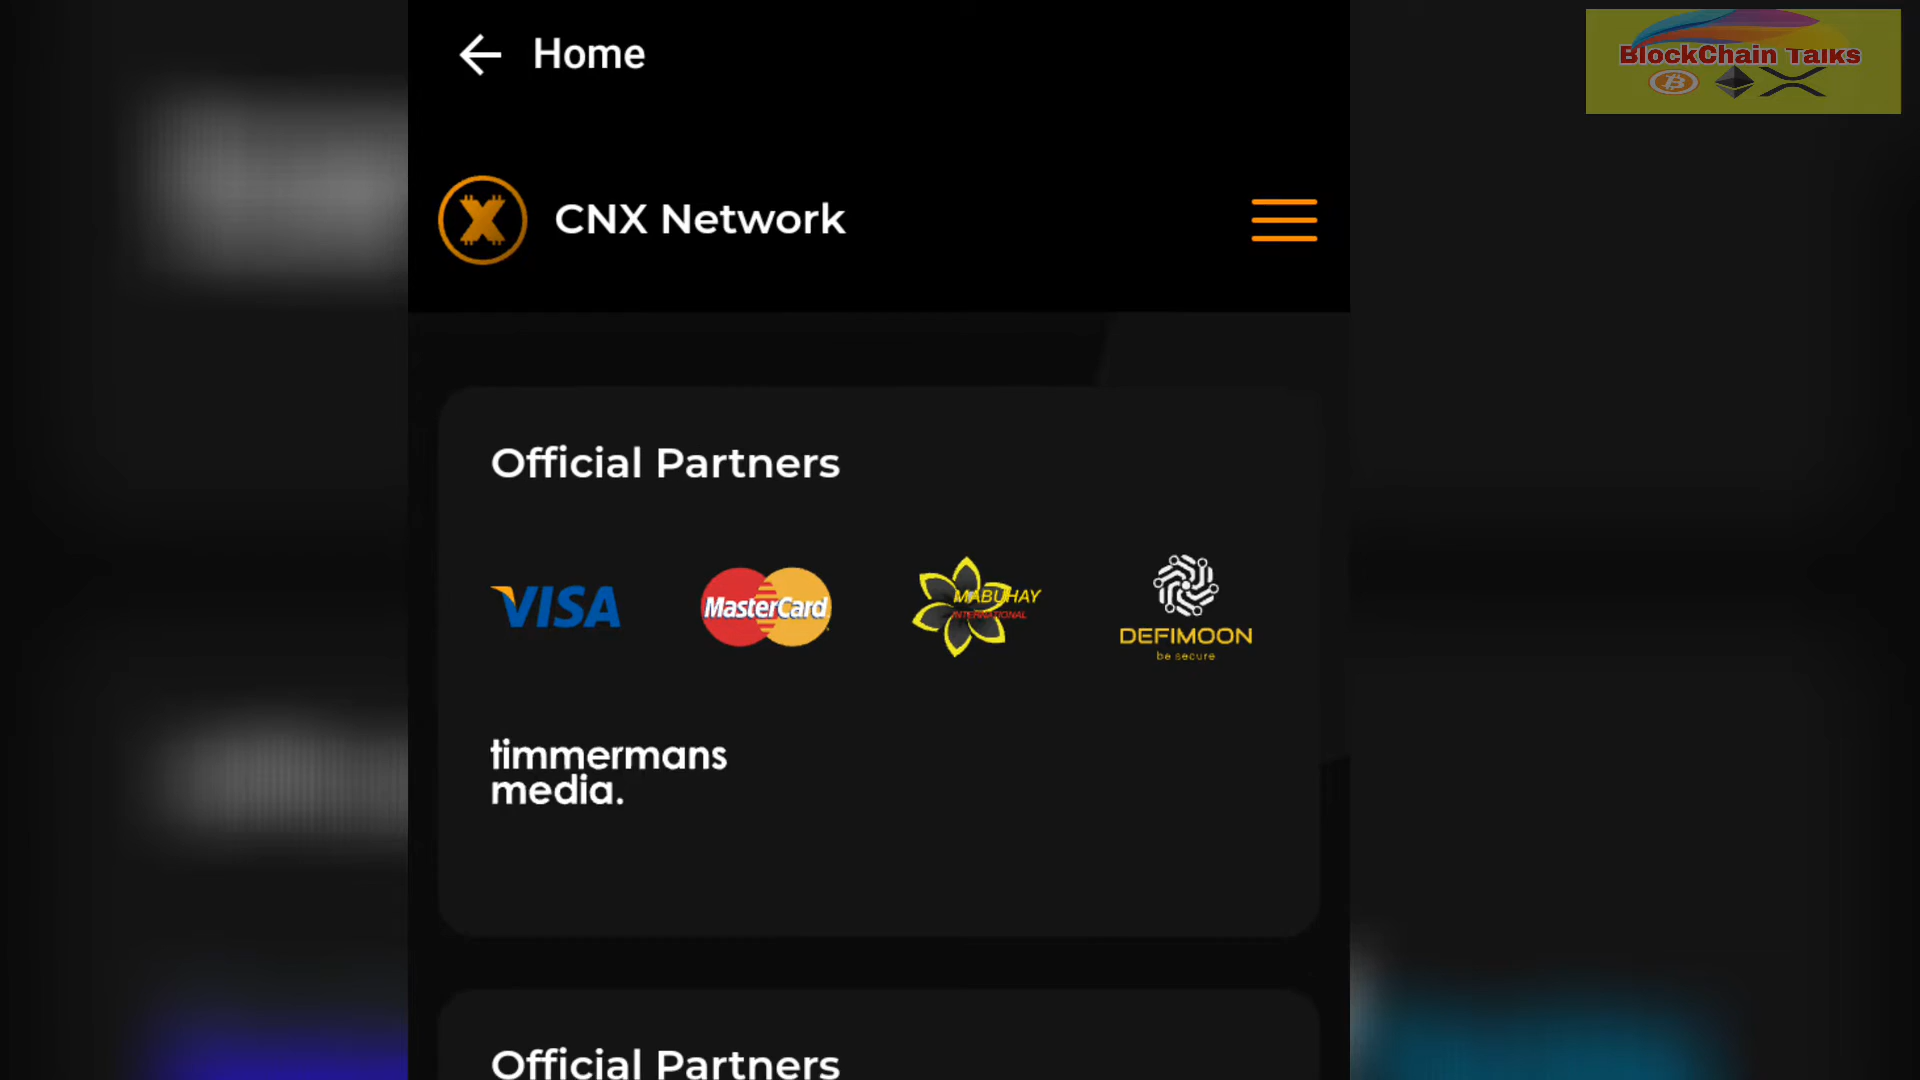 Home
BlockChain Talks
CNX Network
Official Partners
VISA
MasterCard
MABUHAY
INTERNATIONAL
DEFIMOON
be secure
timmermans
media.
Official Partners